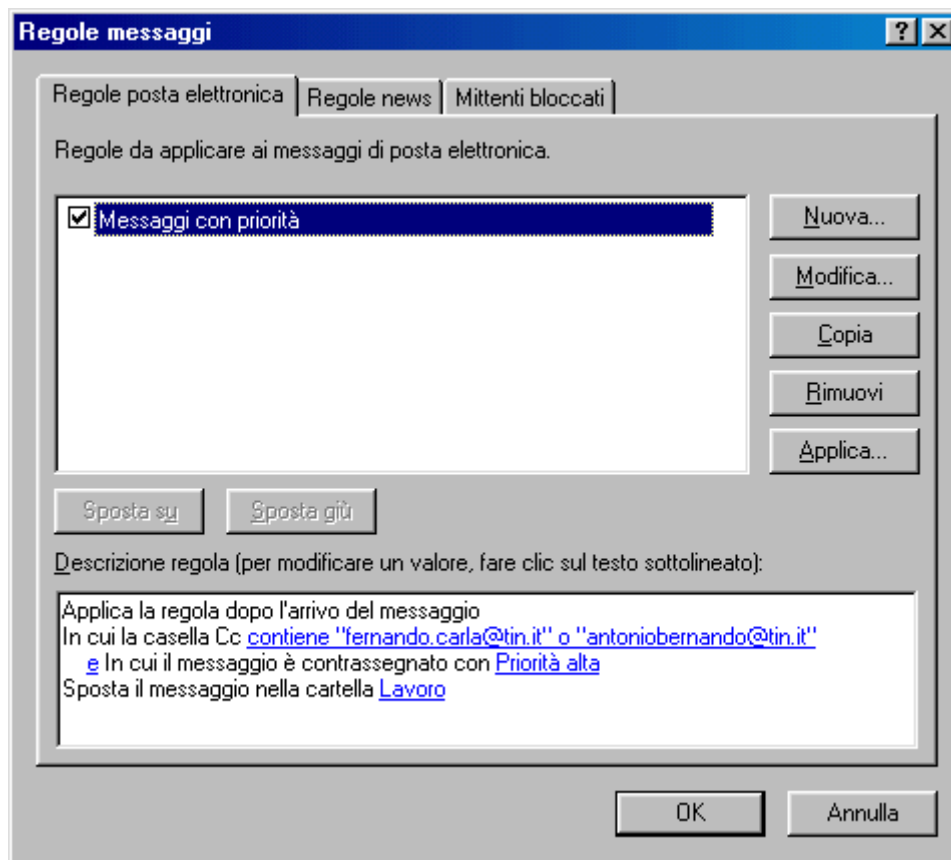 Regole messaggi
Regole posta elettronica
Regole news
Mittenti bloccati
Regole da applicare ai messaggi di posta elettronica.
Messaggi con priorità
Nuova...
Modifica...
Copia
Rimuovi
Applica...
Sposta su
Sposta giù
Descrizione regola (per modificare un valore, fare clic sul testo sottolineato):
Applica la regola dopo l'arrivo del messaggio
In cui la casella Cc contiene "fernando.carla@tin.it" o "antoniobernando@tin.it"
e In cui il messaggio è contrassegnato con Priorità alta
Sposta il messaggio nella cartella Lavoro
OK
Annulla